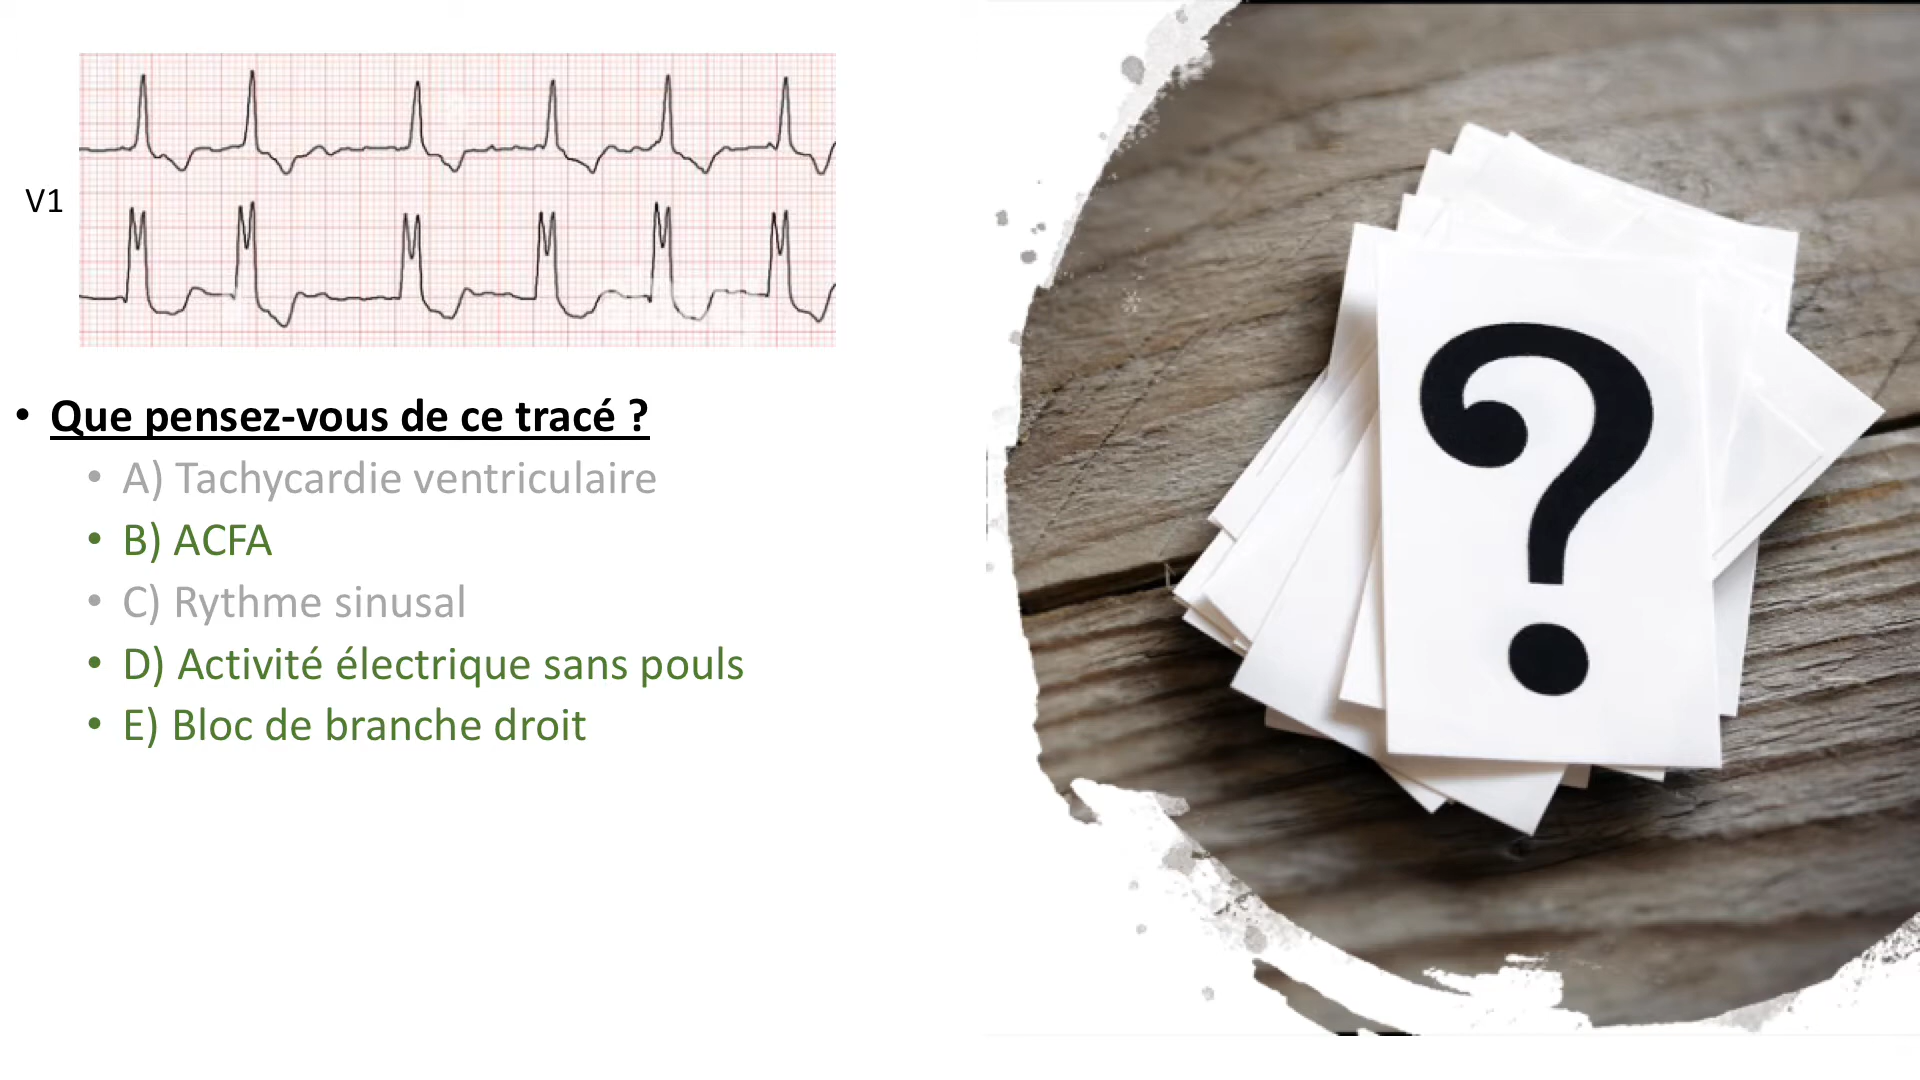 V1
• Que pensez-vous de ce tracé ?
• A) Tachycardie ventriculaire
• B) ACFA
• C) Rythme sinusal
• D) Activité électrique sans pouls
• E) Bloc de branche droit
?